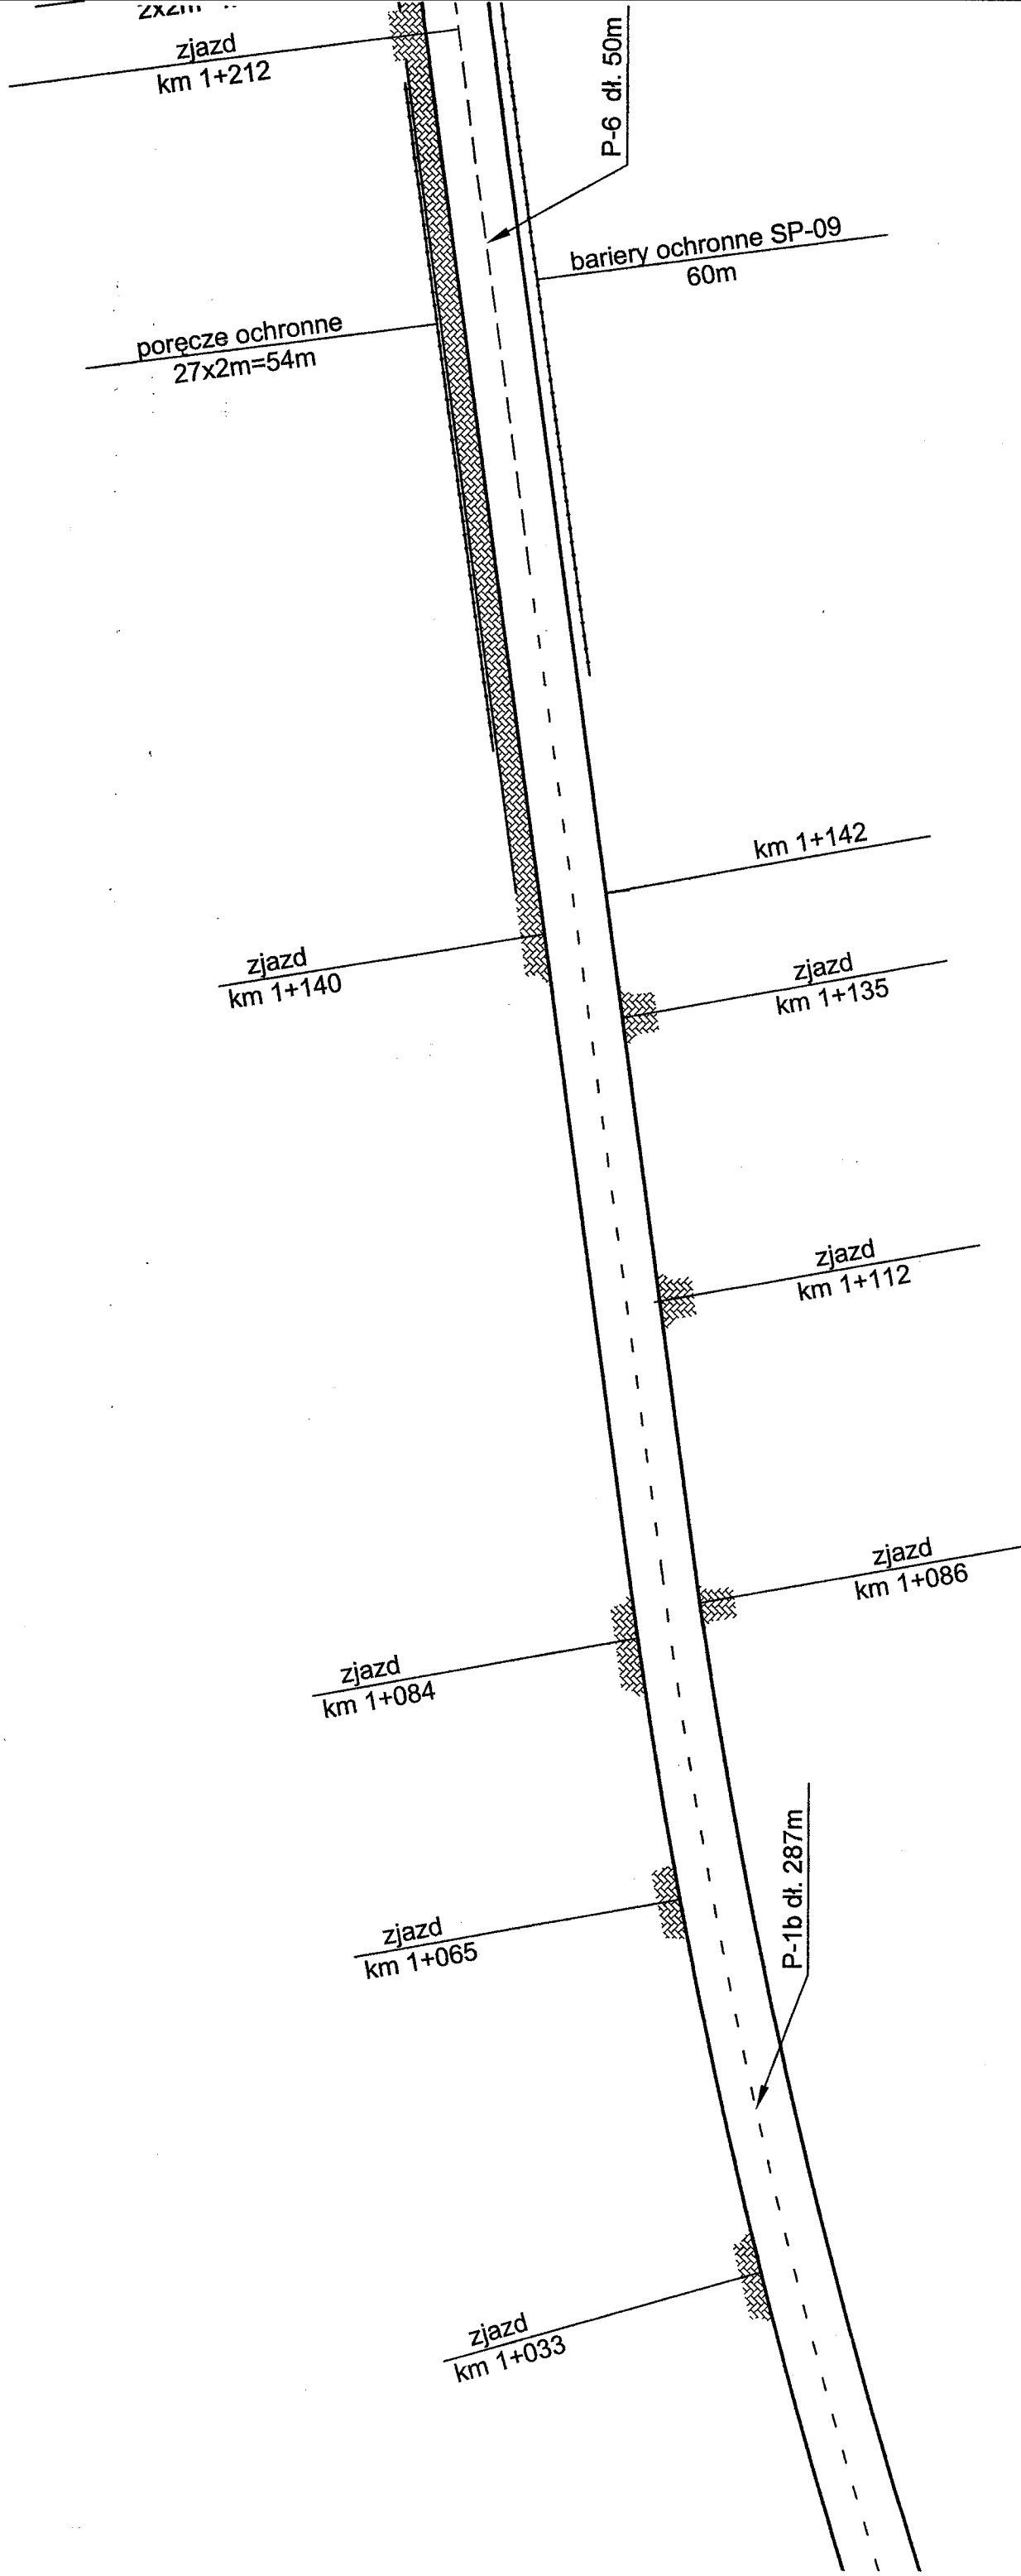 zjazd
km 1+212
P-6 dł. 50m
bariery ochronne SP-09
60m
poręcze ochronne
27x2m=54m
km 1+142
zjazd
km 1+140
zjazd
km 1+135
zjazd
km 1+112
zjazd
km 1+086
zjazd
km 1+084
P-1b dł. 287m
zjazd
km 1+065
zjazd
km 1+033